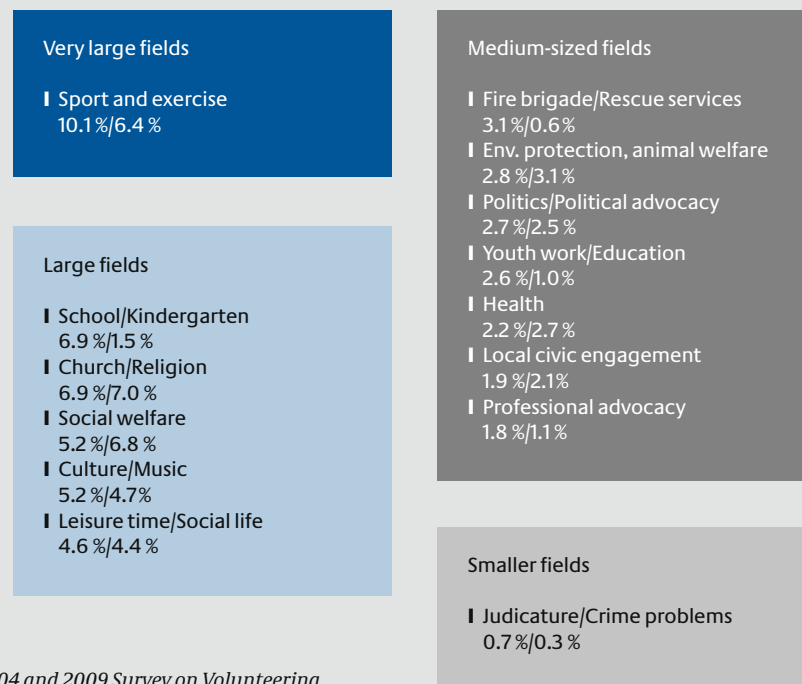 Very large fields
Sport and exercise
10.1 %/6.4 %
Large fields
School/Kindergarten
6.9 %/1.5 %
Church/Religion
6.9 %/7.0 %
Social welfare
5.2 %/6.8 %
Culture/Music
5.2 %/4.7%
Leisure time/Social life
4.6 %/4.4 %
Medium-sized fields
Fire brigade/Rescue services
3.1 %/0.6 %
Env. protection, animal welfare
2.8 %/3.1 %
Politics/Political advocacy
2.7 %/2.5 %
Youth work/Education
2.6 %/1.0 %
Health
2.2 %/2.7 %
Local civic engagement
1.9 %/2.1%
Professional advocacy
1.8 %/1.1 %
Smaller fields
Judicature/Crime problems
0.7 %/0.3 %
04 and 2009 Survey on Volunteering